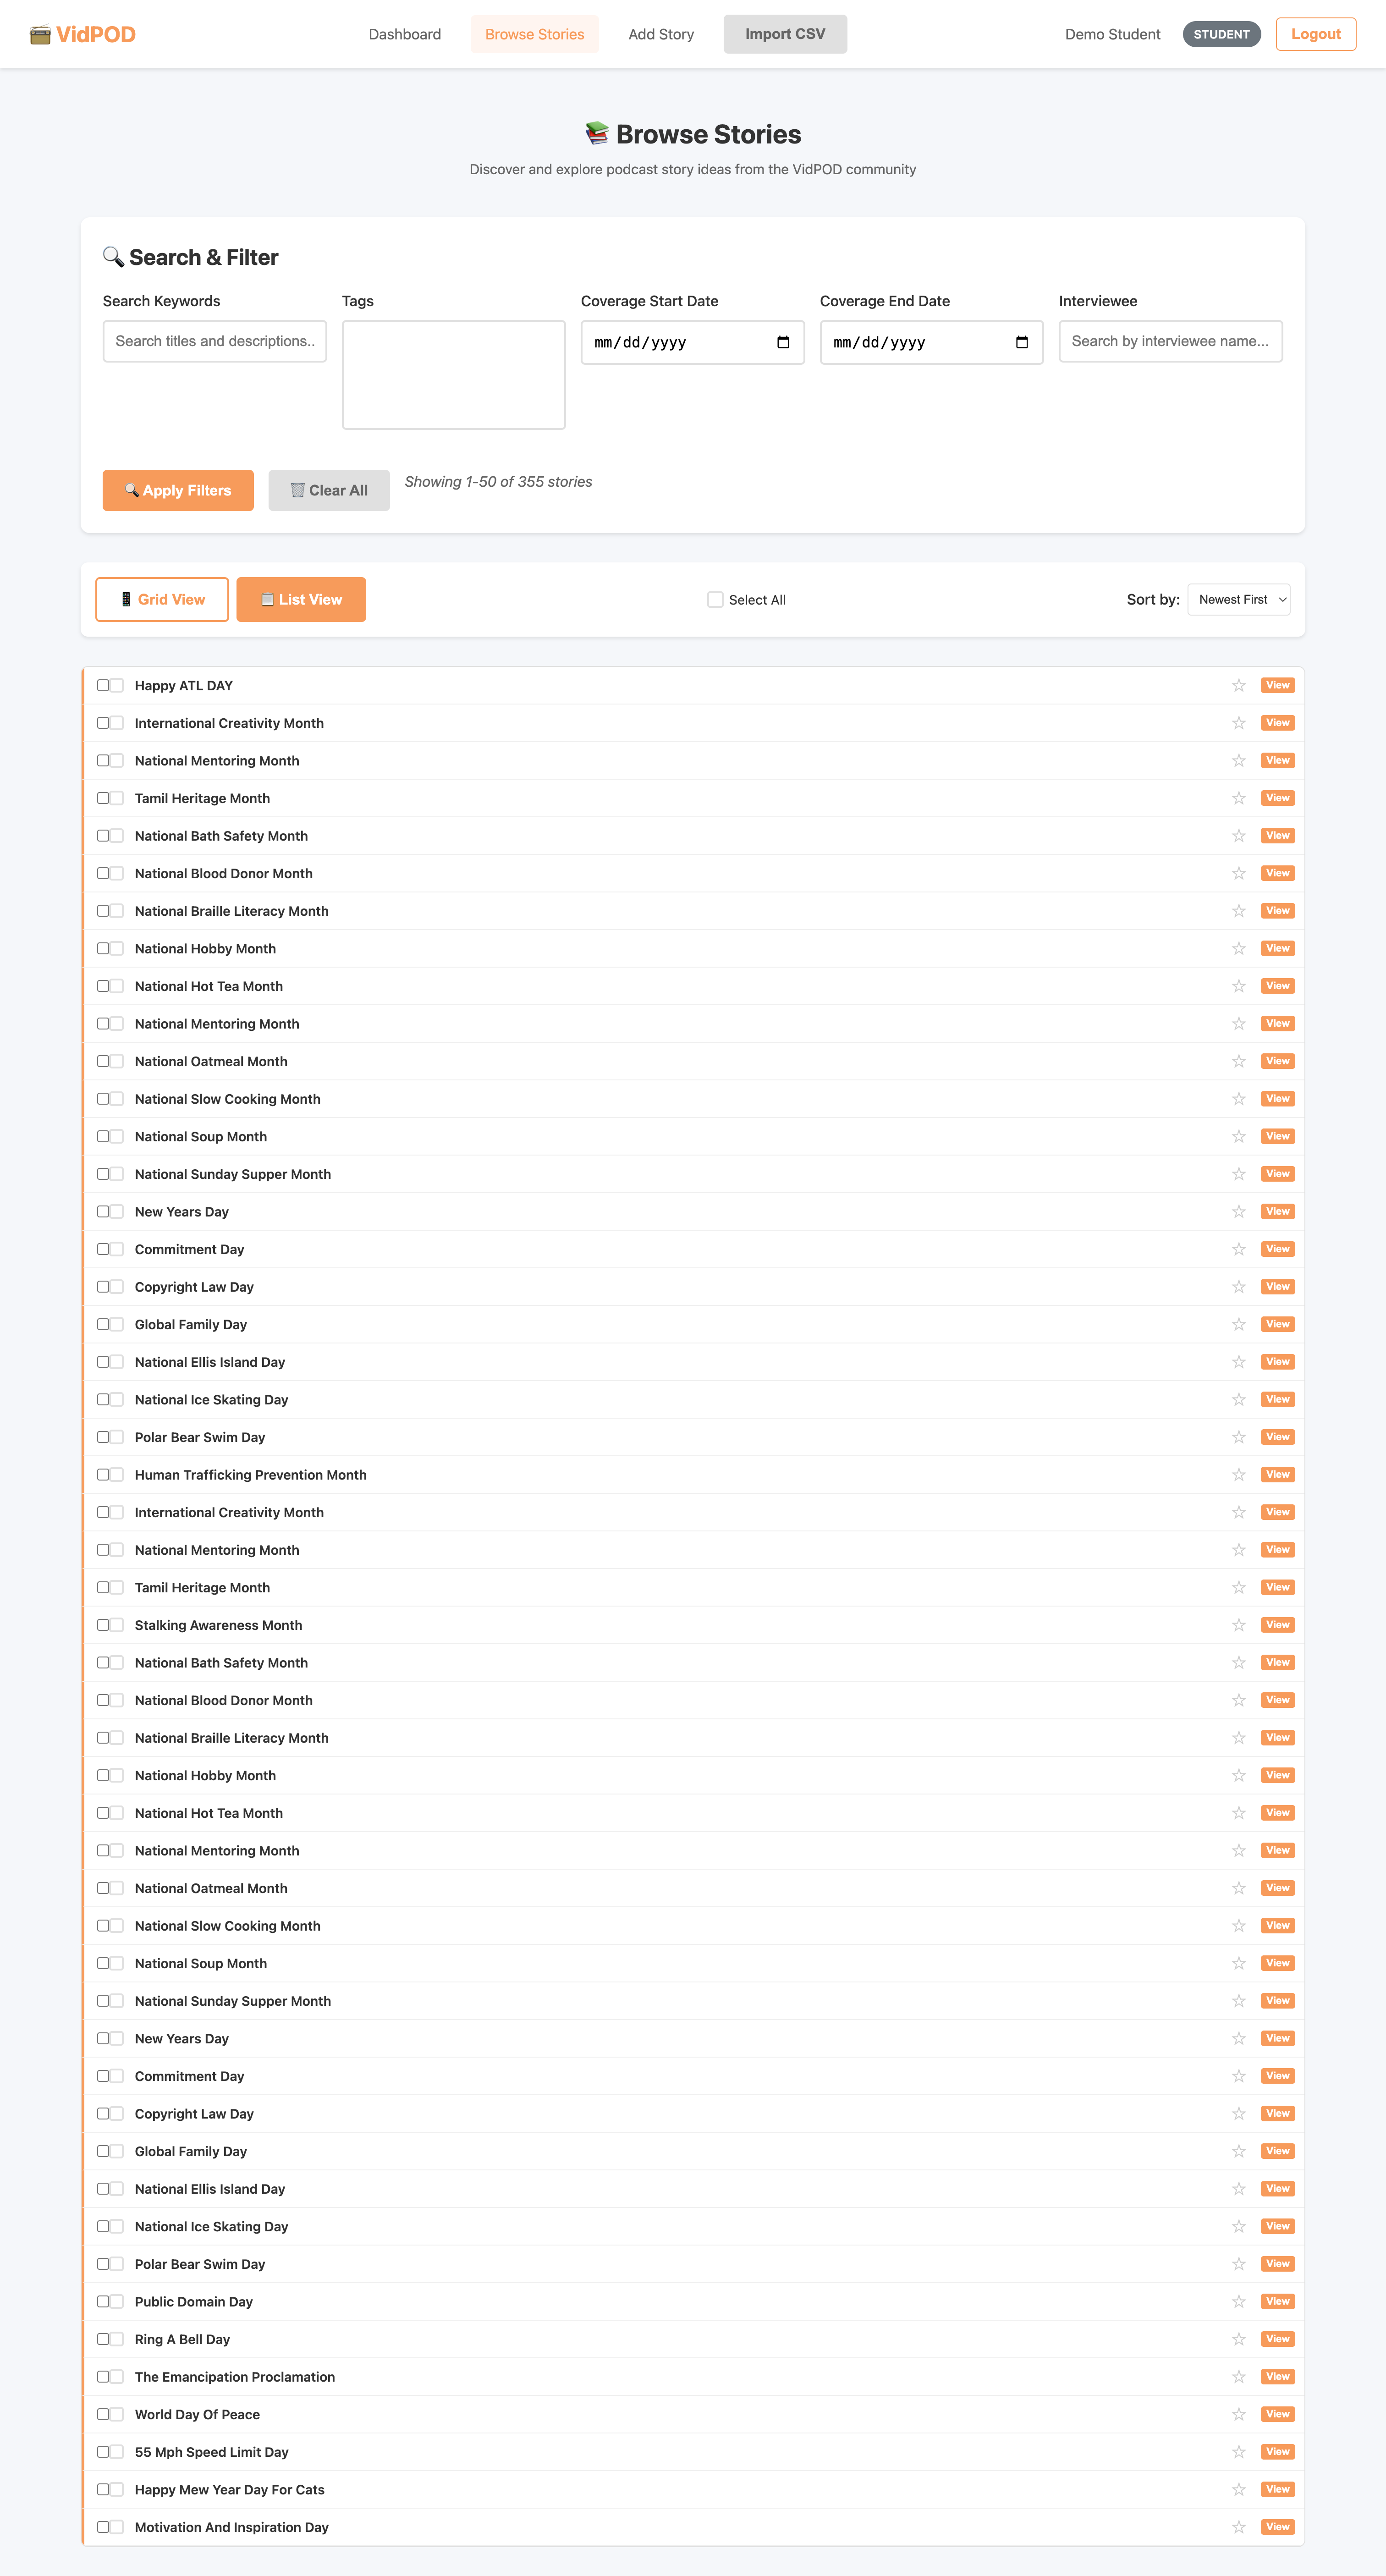 VidPOD
Dashboard
Browse Stories
Add Story
Import CSV
Demo Student
STUDENT
Logout
Browse Stories
Discover and explore podcast story ideas from the VidPOD community
Search & Filter
Search Keywords
Tags
Coverage Start Date
Coverage End Date
Interviewee
Search titles and descriptions..
mm/dd/yyyy
mm/dd/yyyy
Search by interviewee name...
Apply Filters
Clear All
Showing 1-50 of 355 stories
Grid View
List View
Select All
Sort by:
Newest First
Happy ATL DAY View
International Creativity Month View
National Mentoring Month View
Tamil Heritage Month View
National Bath Safety Month View
National Blood Donor Month View
National Braille Literacy Month View
National Hobby Month View
National Hot Tea Month View
National Mentoring Month View
National Oatmeal Month View
National Slow Cooking Month View
National Soup Month View
National Sunday Supper Month View
New Years Day View
Commitment Day View
Copyright Law Day View
Global Family Day View
National Ellis Island Day View
National Ice Skating Day View
Polar Bear Swim Day View
Human Trafficking Prevention Month View
International Creativity Month View
National Mentoring Month View
Tamil Heritage Month View
Stalking Awareness Month View
National Bath Safety Month View
National Blood Donor Month View
National Braille Literacy Month View
National Hobby Month View
National Hot Tea Month View
National Mentoring Month View
National Oatmeal Month View
National Slow Cooking Month View
National Soup Month View
National Sunday Supper Month View
New Years Day View
Commitment Day View
Copyright Law Day View
Global Family Day View
National Ellis Island Day View
National Ice Skating Day View
Polar Bear Swim Day View
Public Domain Day View
Ring A Bell Day View
The Emancipation Proclamation View
World Day Of Peace View
55 Mph Speed Limit Day View
Happy Mew Year Day For Cats View
Motivation And Inspiration Day View